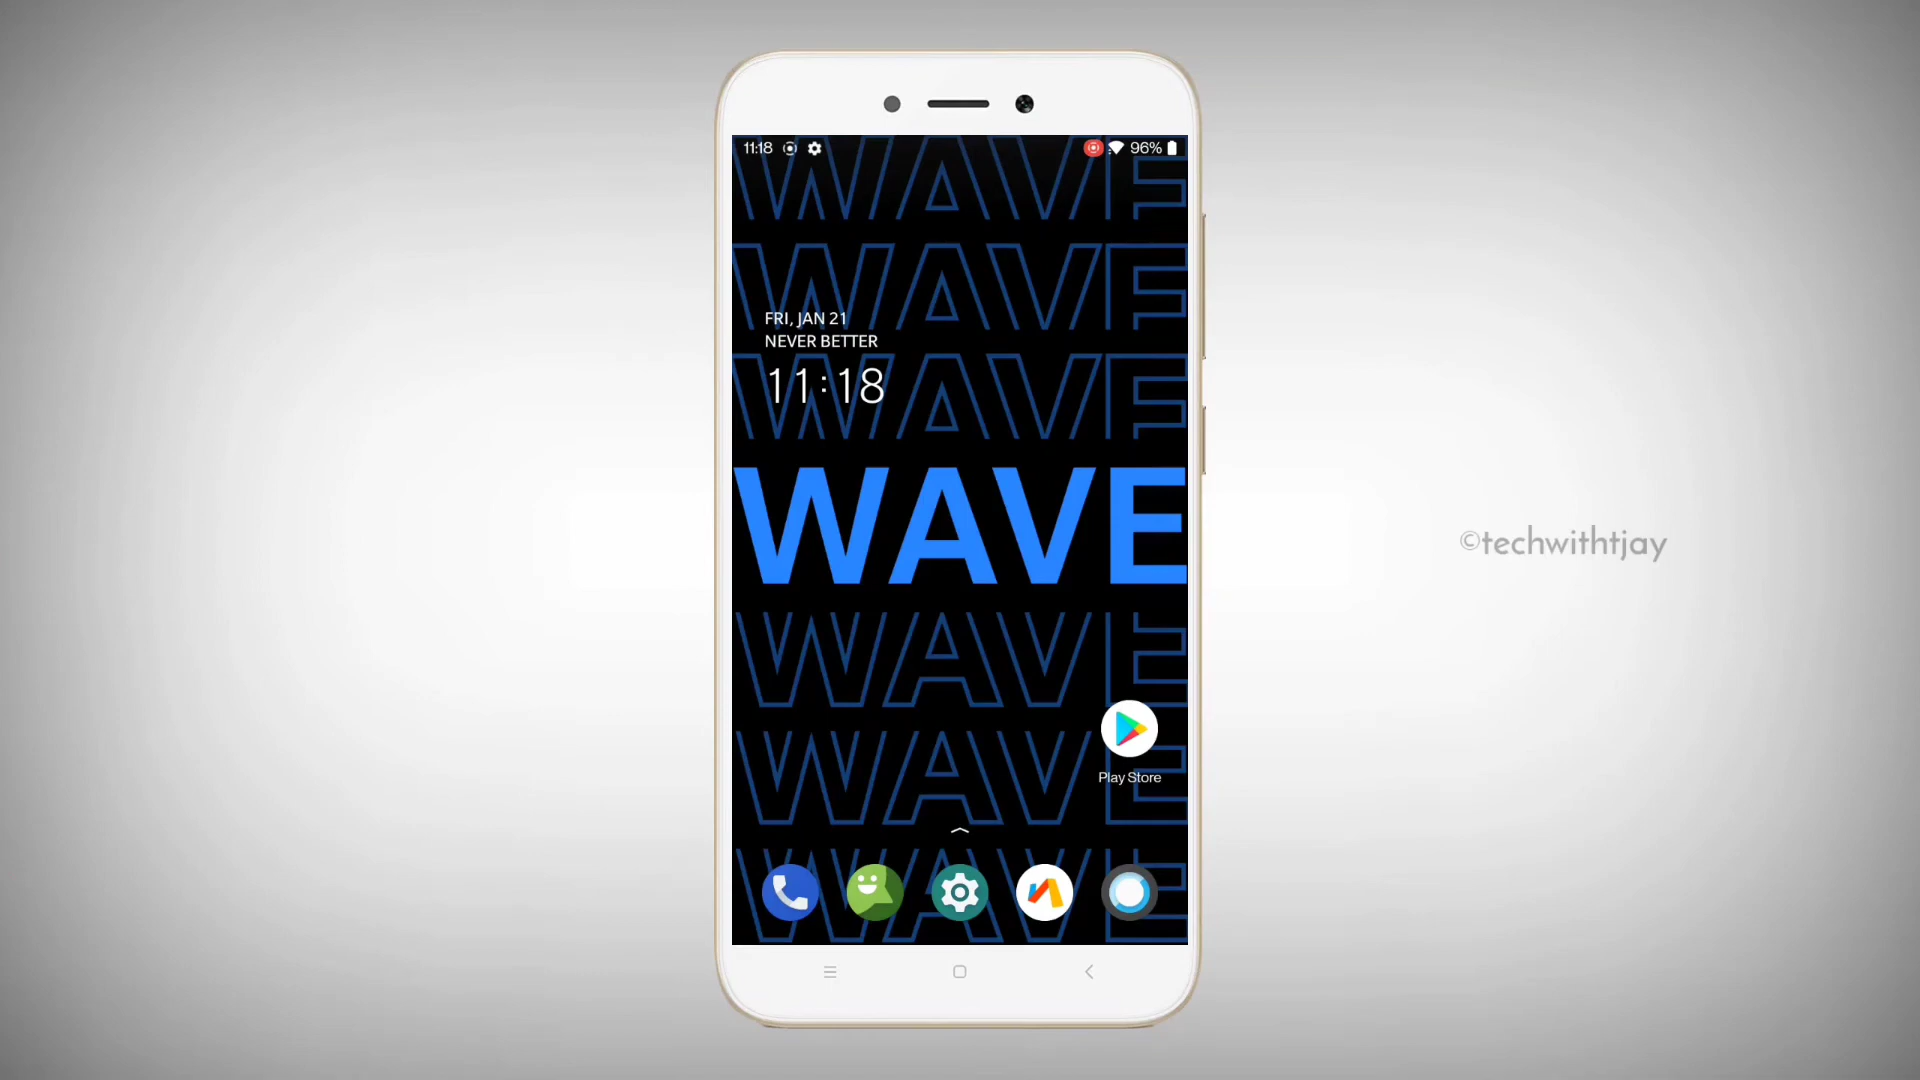 11:18
96%
WAVE
WAVE
FRI, JAN 21
NEVER BETTER
11:18
WAVE
WAVE
©techwithtjay
WAVE
Play Store
WAVE
WAVE